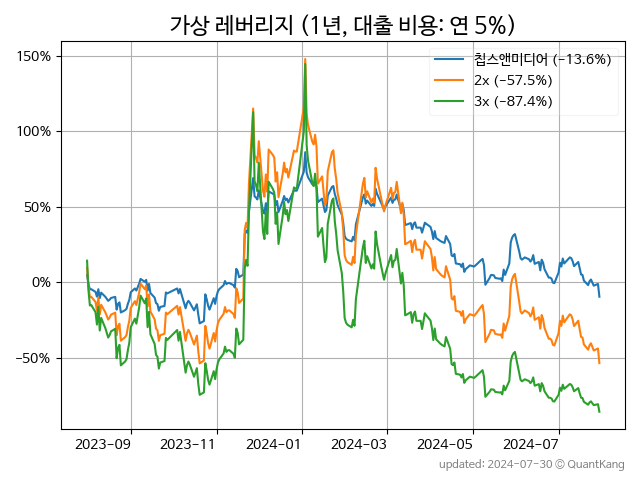 가상 레버리지 (1년, 대출 비용: 연 5%)
칩스앤미디어 (−13.6%)
2x (−57.5%)
3x (−87.4%)
150%
100%
50%
0%
−50%
2023-09 2023-11 2024-01 2024-03 2024-05 2024-07
updated: 2024-07-30 © QuantKang